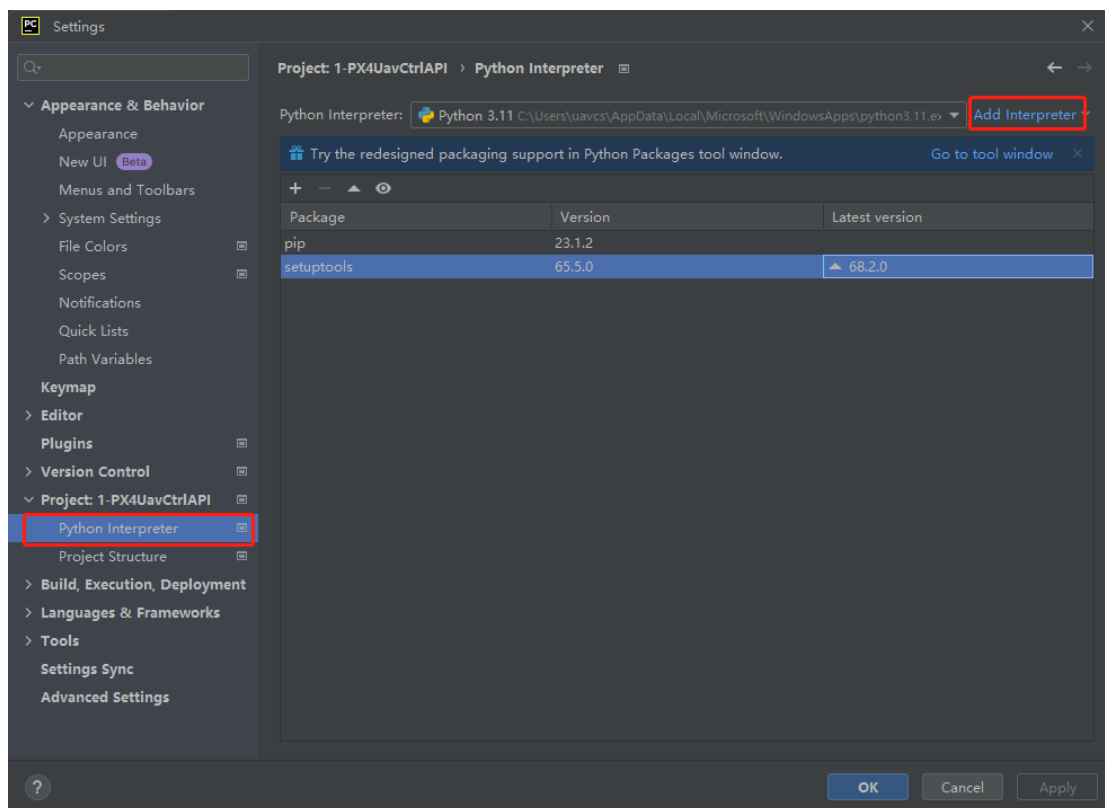 PC Settings
Project: 1-PX4UavCtrlAPI › Python Interpreter
Python Interpreter: Python 3.11 C:\Users\uavcs\AppData\Local\Microsoft\WindowsApps\python3.11.e Add Interpreter
Try the redesigned packaging support in Python Packages tool window. Go to tool window
Package Version Latest version
pip 23.1.2
setuptools 65.5.0 68.2.0
Appearance & Behavior
Appearance
New UI Beta
Menus and Toolbars
System Settings
File Colors
Scopes
Notifications
Quick Lists
Path Variables
Keymap
Editor
Plugins
Version Control
Project: 1-PX4UavCtrlAPI
Python Interpreter
Project Structure
Build, Execution, Deployment
Languages & Frameworks
Tools
Settings Sync
Advanced Settings
? OK Cancel Apply